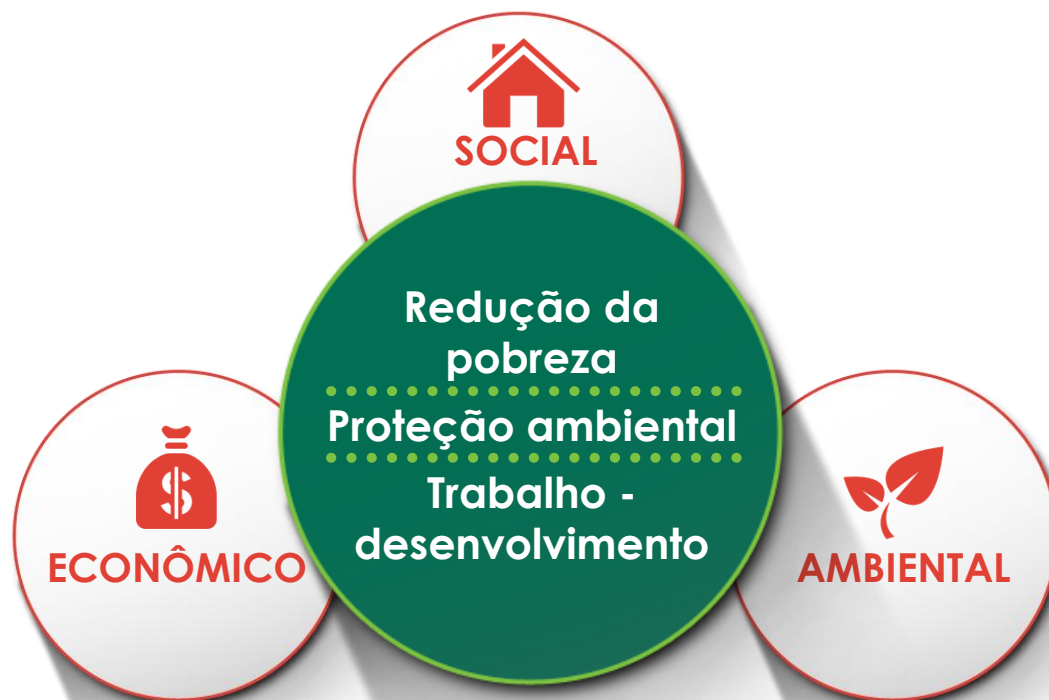 SOCIAL
Redução da
pobreza
Proteção ambiental
Trabalho -
desenvolvimento
$
ECONÔMICO
AMBIENTAL